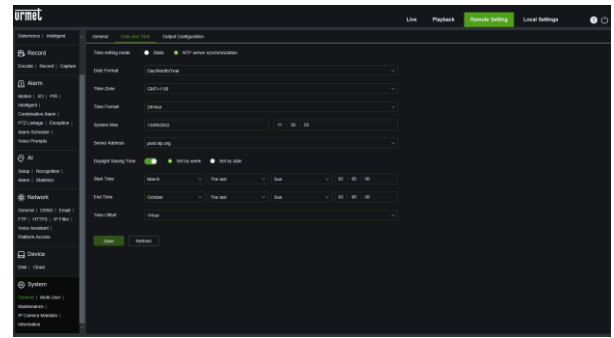 urmet
Live Playback Remote Setting Local Settings
Deterrence | Intelligent
General Date and Time Output Configuration
Record
Encode | Record | Capture
Alarm
Motion | I/O | PIR |
Intelligent |
Combination Alarm |
PTZ Linkage | Exception |
Alarm Schedule |
Voice Prompts
AI
Setup | Recognition |
Alarm | Statistics
Network
General | DDNS | Email |
FTP | HTTPS | IP Filter |
Voice Assistant |
Platform Access
Device
Disk | Cloud
System
General | Multi-User |
Maintenance |
IP Camera Maintain |
Information
Time setting mode Static NTP server synchronization
Date Format Day/Month/Year
Time Zone GMT+1:00
Time Format 24Hour
System time
Server Address pool.ntp.org
Daylight Saving Time Set by week Set by date
Start Time March The last Sun 02 : 00 : 00
End Time October The last Sun 03 : 00 : 00
Time Offset 1Hour
Save Refresh